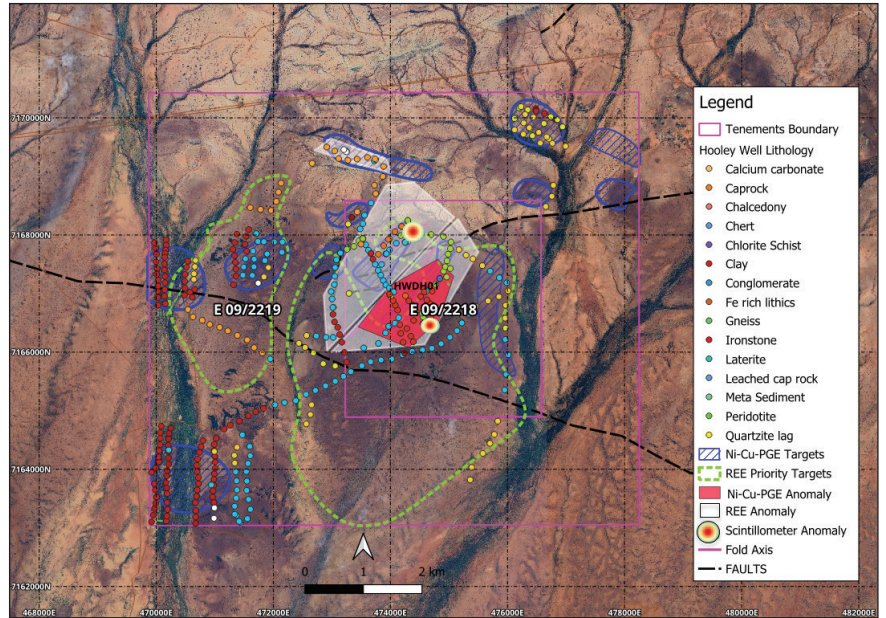 7170000N
7168000N
7166000N
7164000N
7162000N
E 09/2219
HWDH01
E 09/2218
0 1 2 km
468000E 470000E 472000E 474000E 476000E 478000E 480000E 482000E
Legend
Tenements Boundary
Hooley Well Lithology
Calcium carbonate
Caprock
Chalcedony
Chert
Chlorite Schist
Clay
Conglomerate
Fe rich lithics
Gneiss
Ironstone
Laterite
Leached cap rock
Meta Sediment
Peridotite
Quartzite lag
Ni-Cu-PGE Targets
REE Priority Targets
Ni-Cu-PGE Anomaly
REE Anomaly
Scintillometer Anomaly
Fold Axis
FAULTS